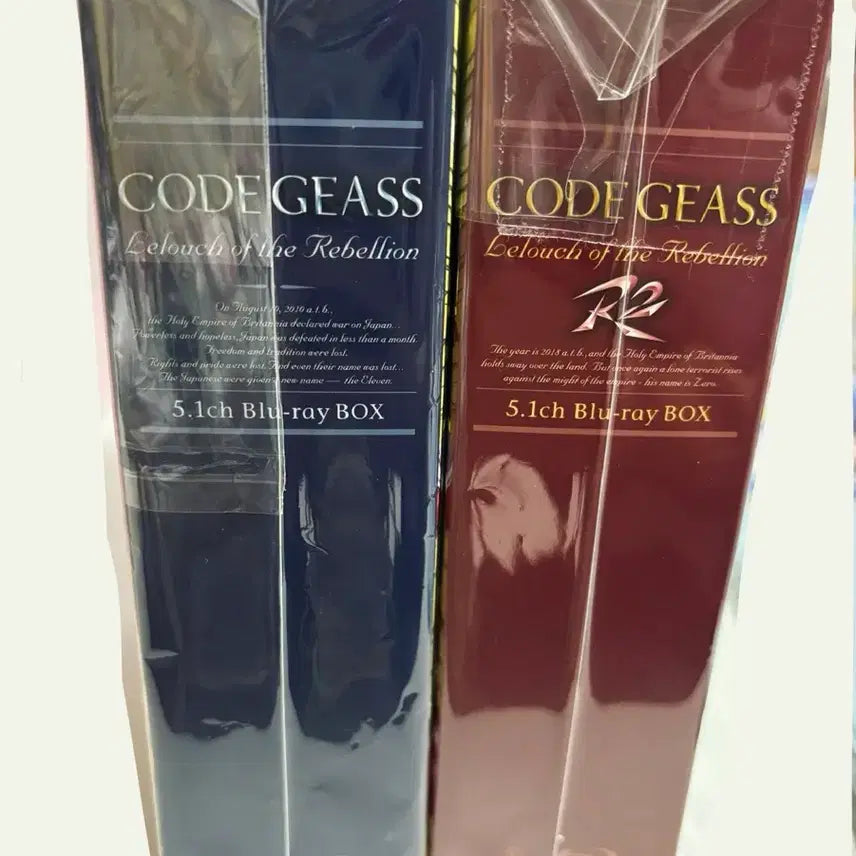 CODE GEASS
Lelouch of the Rebellion
On August 10, 2010 a.t.b.,
the Holy Empire of Britannia declared war on Japan...
Powerless and hopeless, Japan was defeated in less than a month.
Freedom and tradition were lost.
Rights and pride were lost. And even their name was lost...
The Japanese were given a new name — the Eleven.
5.1ch Blu-ray BOX
CODE GEASS
Lelouch of the Rebellion
R2
The year is 2018 a.t.b., and the Holy Empire of Britannia
holds sway over the land. But once again a lone terrorist rises
against the might of the empire - his name is Zero.
5.1ch Blu-ray BOX